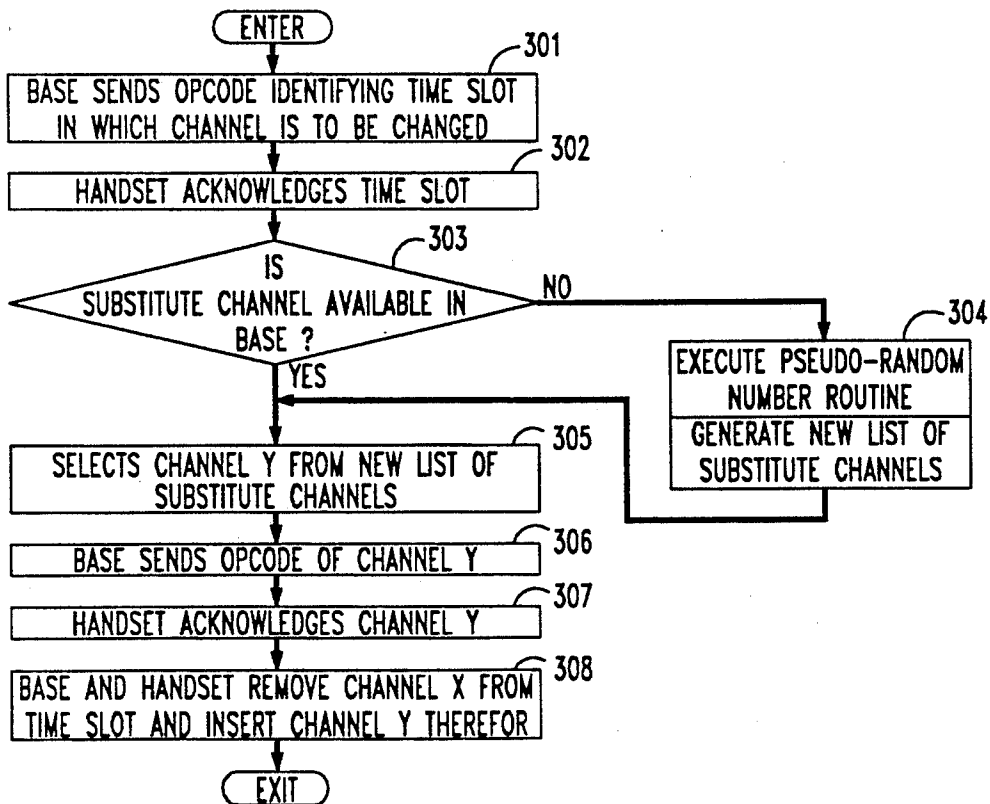 ENTER
301
BASE SENDS OPCODE IDENTIFYING TIME SLOT
IN WHICH CHANNEL IS TO BE CHANGED
302
HANDSET ACKNOWLEDGES TIME SLOT
303
IS
SUBSTITUTE CHANNEL AVAILABLE IN
BASE ?
NO
YES
304
EXECUTE PSEUDO-RANDOM
NUMBER ROUTINE
GENERATE NEW LIST OF
SUBSTITUTE CHANNELS
305
SELECTS CHANNEL Y FROM NEW LIST OF
SUBSTITUTE CHANNELS
306
BASE SENDS OPCODE OF CHANNEL Y
307
HANDSET ACKNOWLEDGES CHANNEL Y
308
BASE AND HANDSET REMOVE CHANNEL X FROM
TIME SLOT AND INSERT CHANNEL Y THEREFOR
EXIT